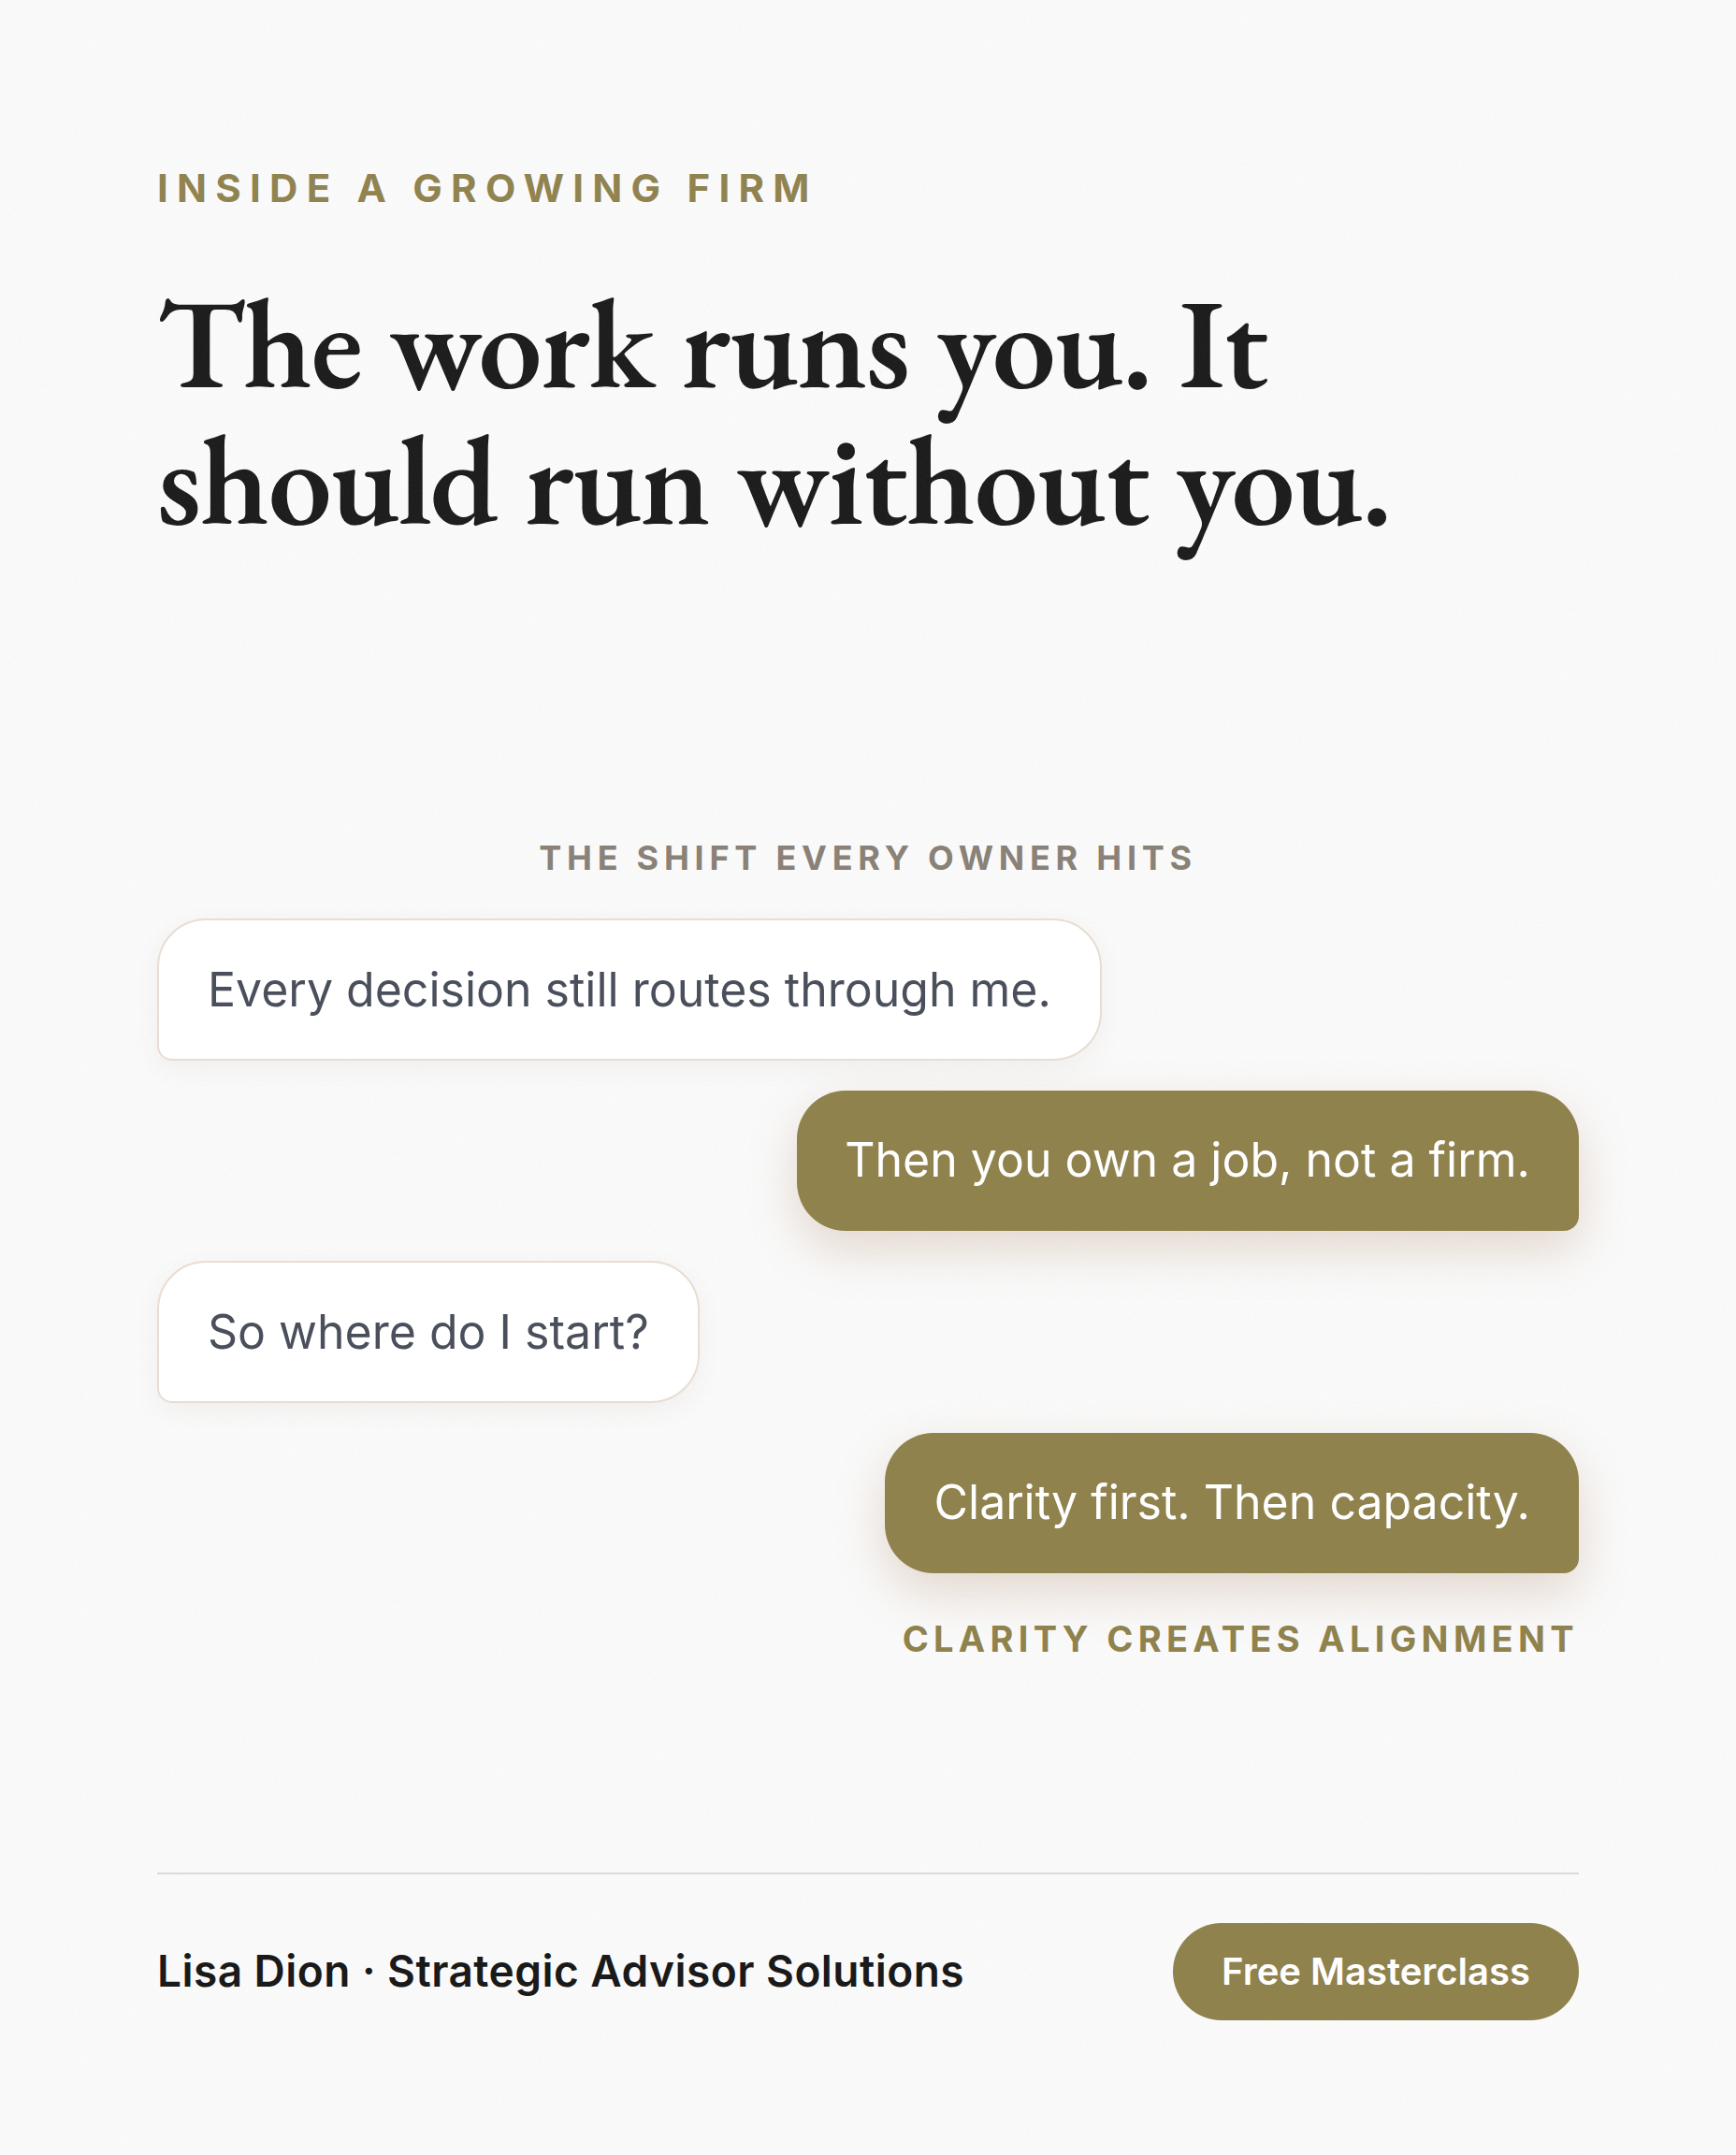 INSIDE A GROWING FIRM
The work runs you. It
should run without you.
THE SHIFT EVERY OWNER HITS
Every decision still routes through me.
Then you own a job, not a firm.
So where do I start?
Clarity first. Then capacity.
CLARITY CREATES ALIGNMENT
Lisa Dion · Strategic Advisor Solutions
Free Masterclass